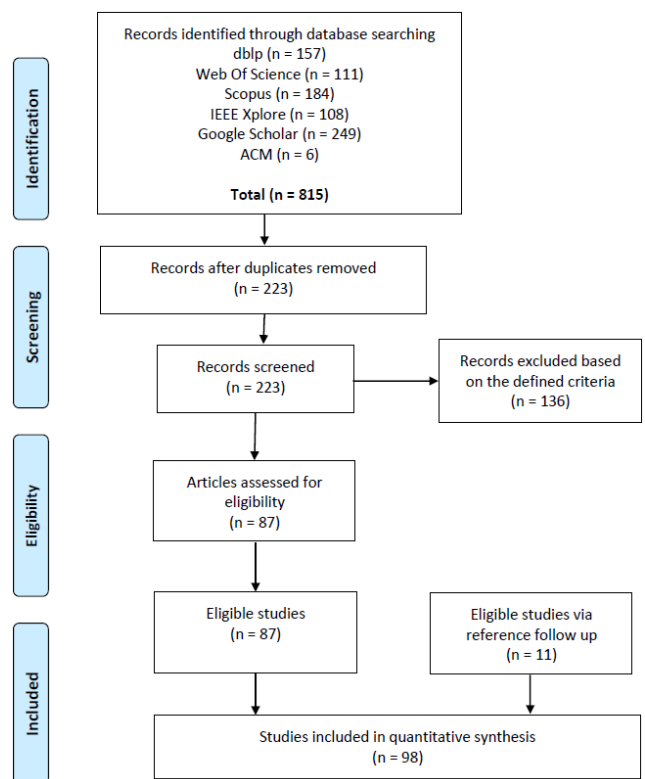 Identification
Records identified through database searching
dblp (n = 157)
Web Of Science (n = 111)
Scopus (n = 184)
IEEE Xplore (n = 108)
Google Scholar (n = 249)
ACM (n = 6)
Total (n = 815)
Screening
Records after duplicates removed
(n = 223)
Records screened
(n = 223)
Records excluded based
on the defined criteria
(n = 136)
Eligibility
Articles assessed for
eligibility
(n = 87)
Eligible studies
(n = 87)
Eligible studies via
reference follow up
(n = 11)
Included
Studies included in quantitative synthesis
(n = 98)